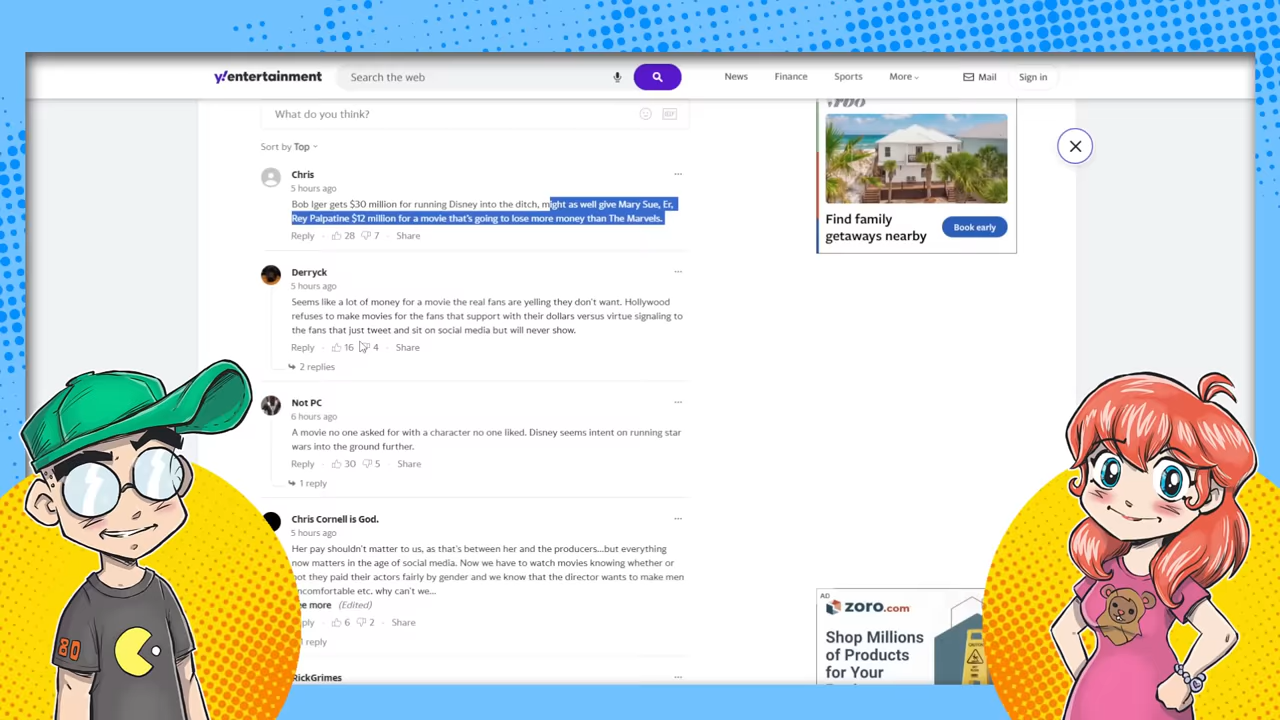 y!entertainment
Search the web
News
Finance
Sports
More
Mail
Sign in
What do you think?
GIF
Sort by Top
Chris
5 hours ago
Bob Iger gets $30 million for running Disney into the ditch, might as well give Mary Sue, Er,
Rey Palpatine $12 million for a movie that's going to lose more money than The Marvels.
Reply · 28 7 · Share
Derryck
5 hours ago
Seems like a lot of money for a movie the real fans are yelling they don't want. Hollywood
refuses to make movies for the fans that support with their dollars versus virtue signaling to
the fans that just tweet and sit on social media but will never show.
Reply · 16 4 · Share
2 replies
Not PC
6 hours ago
A movie no one asked for with a character no one liked. Disney seems intent on running star
wars into the ground further.
Reply · 30 5 · Share
1 reply
Chris Cornell is God.
5 hours ago
Her pay shouldn't matter to us, as that's between her and the producers...but everything
now matters in the age of social media. Now we have to watch movies knowing whether or
not they paid their actors fairly by gender and we know that the director wants to make men
uncomfortable etc. why can't we...
ee more (Edited)
ply · 6 2 · Share
1 reply
RickGrimes
Find family
getaways nearby
Book early
AD
zoro.com
Shop Millions
of Products
for Your
80